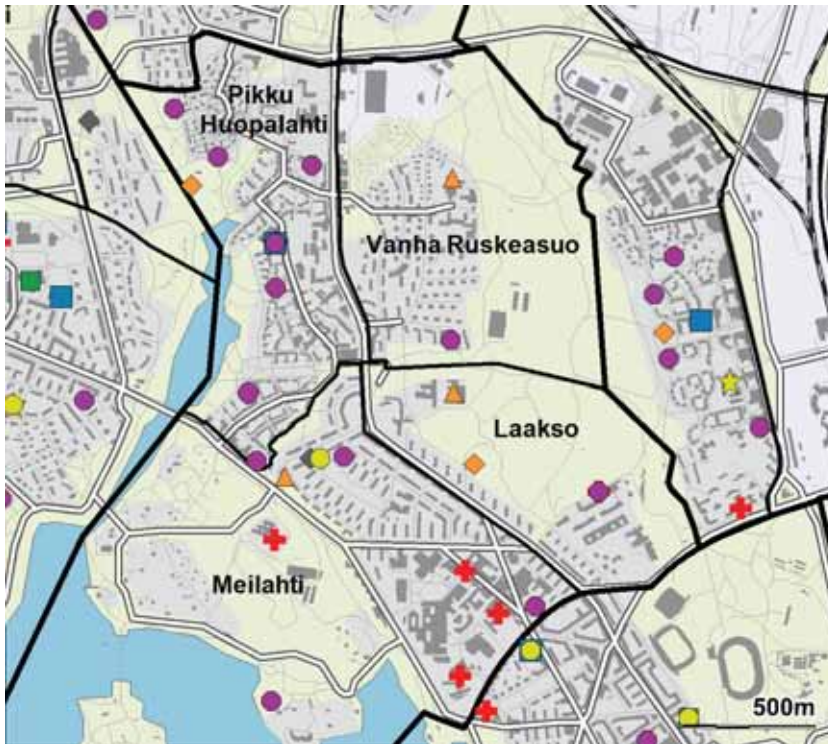 Pikku
Huopalahti
Vanha Ruskeasuo
Laakso
Meilahti
500m